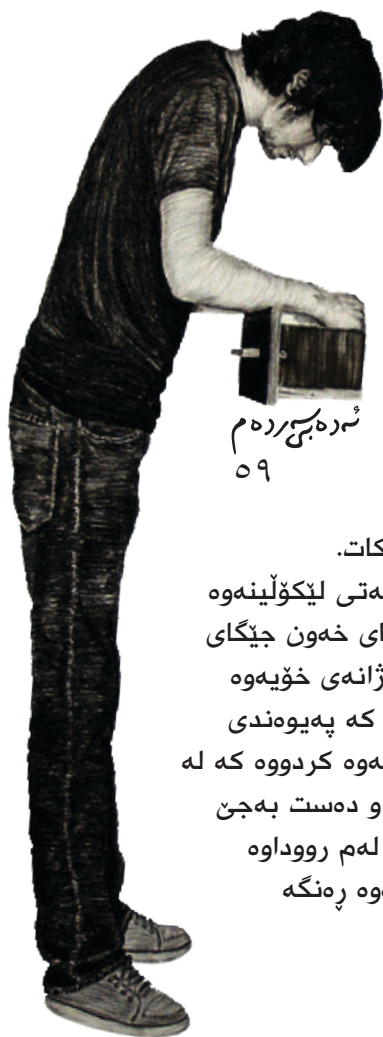 ئەدەبی سەردەم
٥٩
کات.
ەتی لێکۆڵینەوە
ای خەون جێگای
ژانەی خۆیەوە
کە پەیوەندی
ەوە کردووە کە لە
و دەست بەجێ
لەم رووداوە
ەوە ڕەنگە